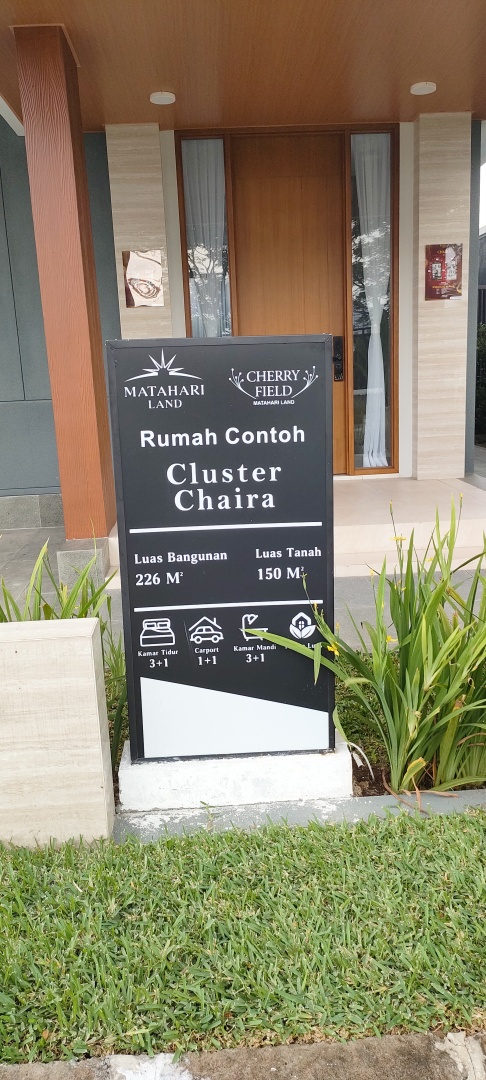 MATAHARI
LAND
CHERRY
FIELD
MATAHARI LAND
Rumah Contoh
Cluster
Chaira
Luas Bangunan
226 M²
Luas Tanah
150 M²
Kamar Tidur
3+1
Carport
1+1
Kamar Mandi
3+1